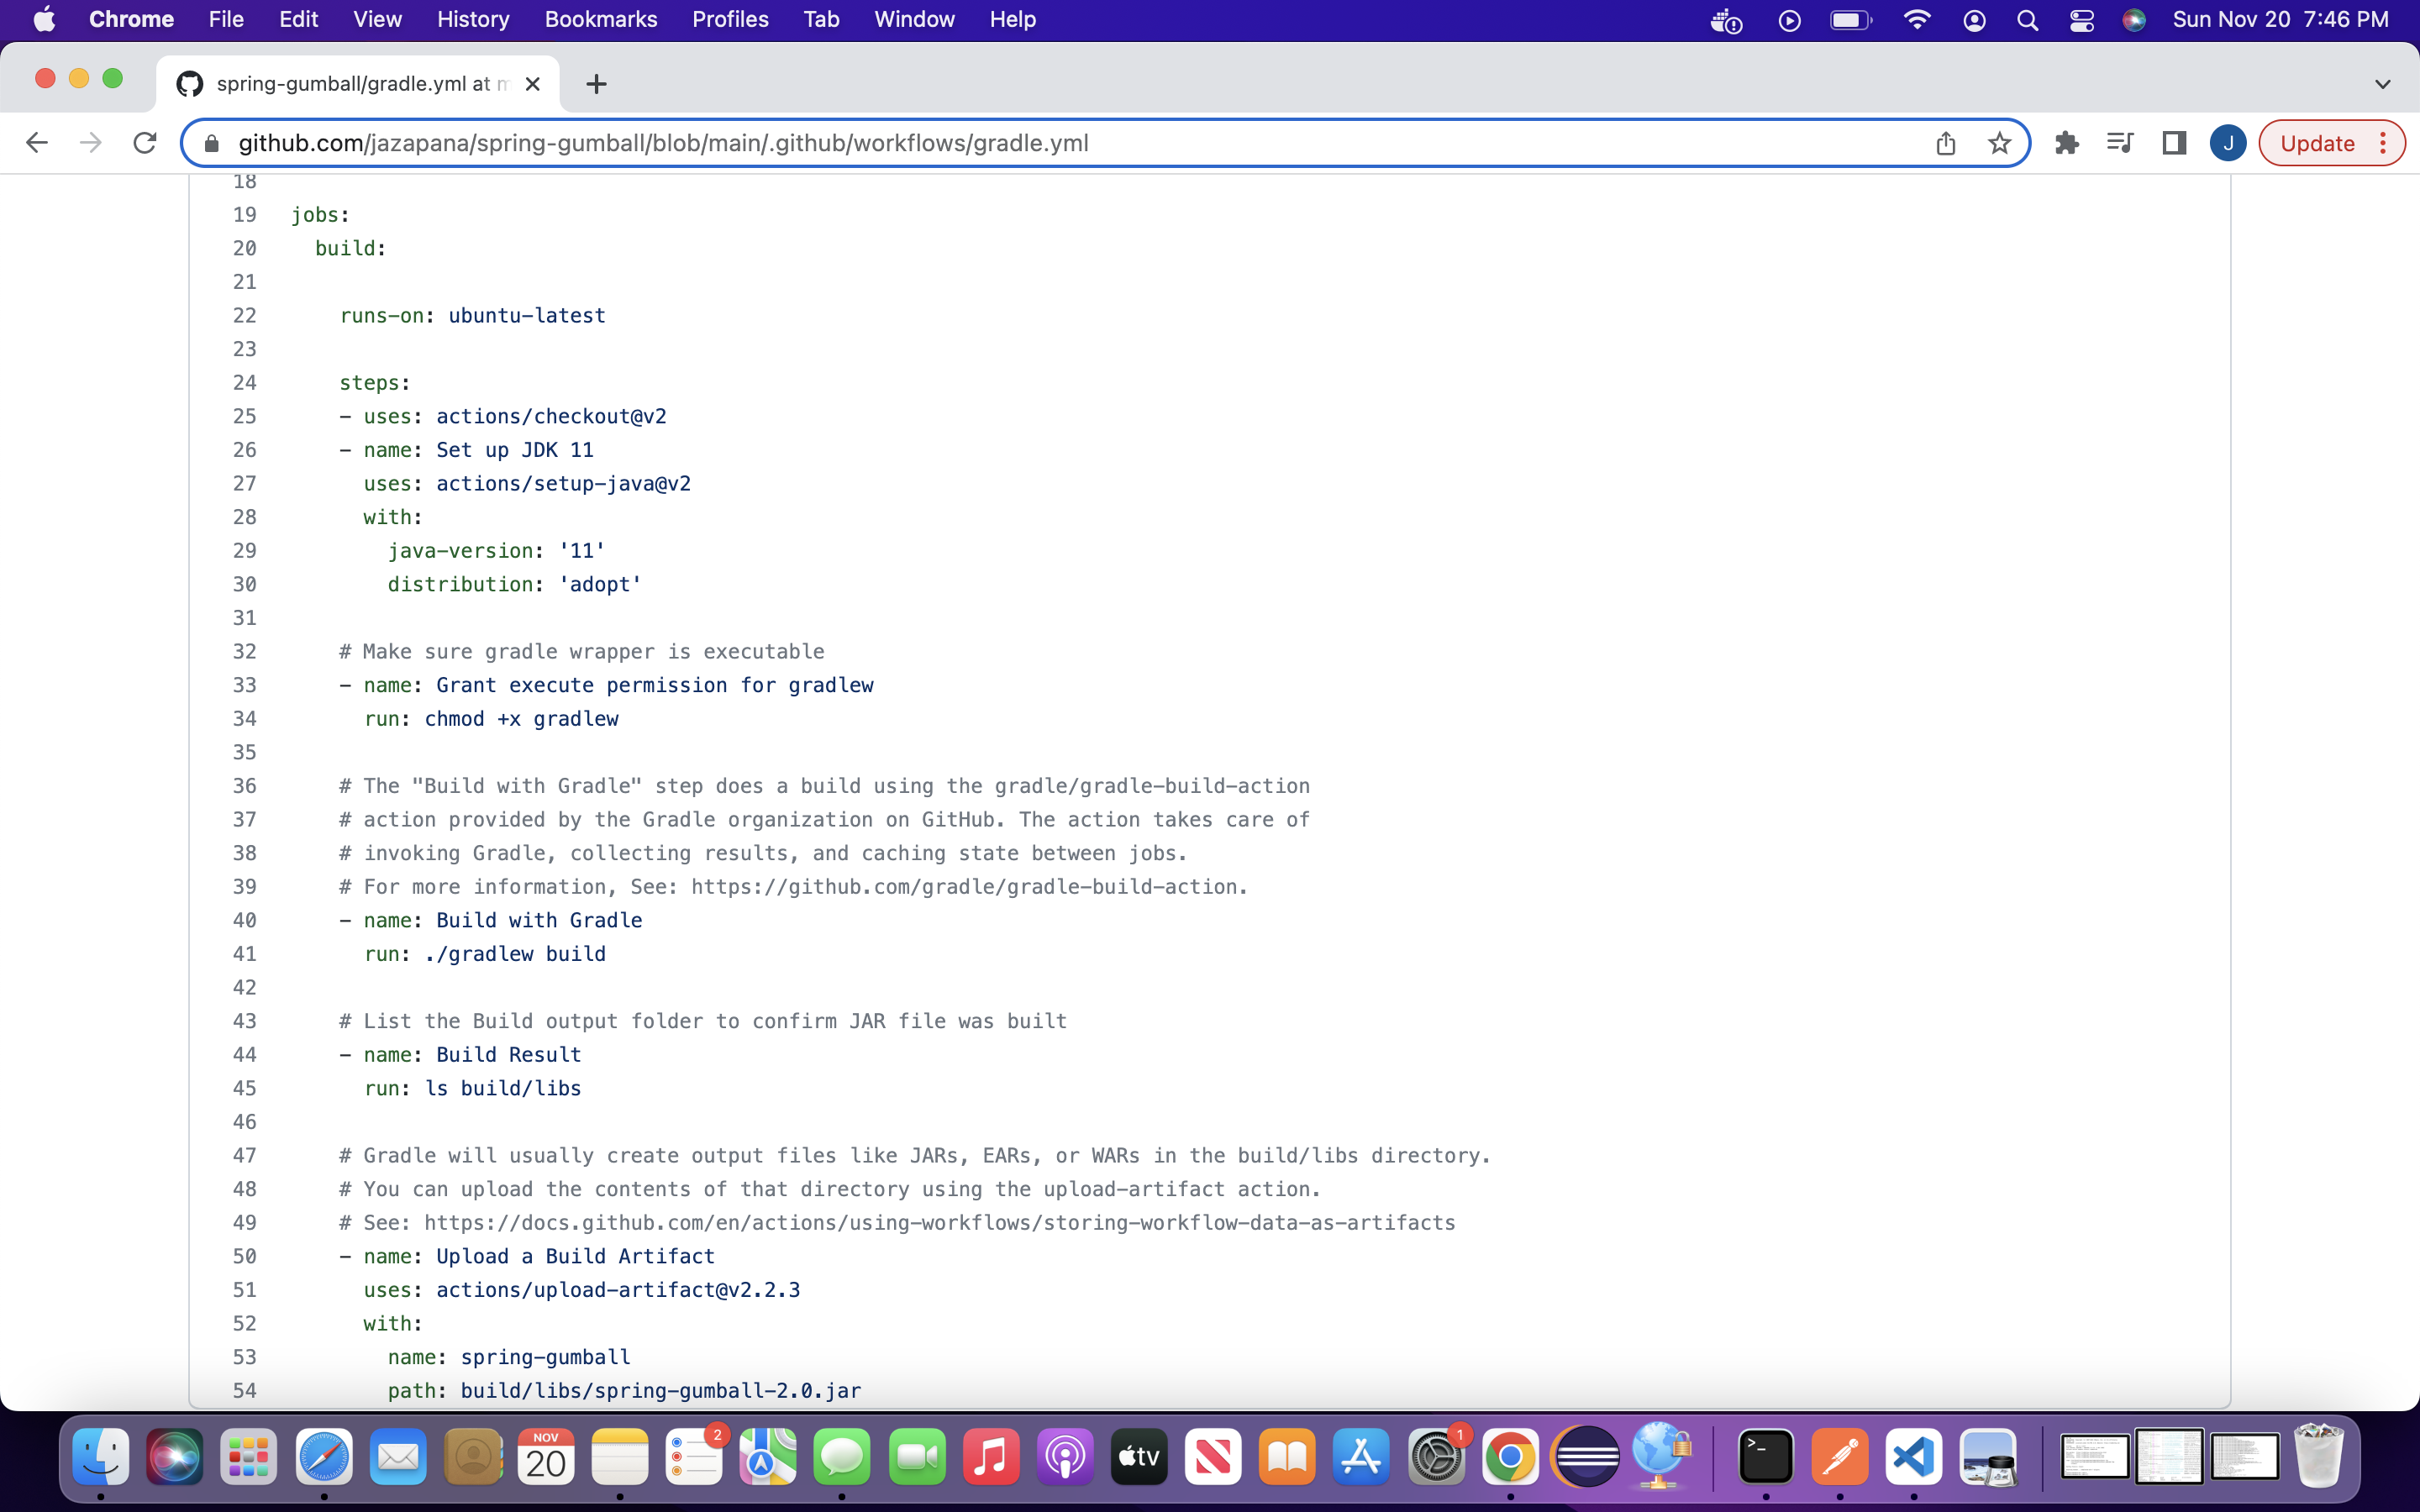 Chrome File Edit View History Bookmarks Profiles Tab Window Help Sun Nov 20 7:46 PM
spring-gumball/gradle.yml at m
github.com/jazapana/spring-gumball/blob/main/.github/workflows/gradle.yml J Update
18
19 jobs:
20 build:
21
22 runs-on: ubuntu-latest
23
24 steps:
25 - uses: actions/checkout@v2
26 - name: Set up JDK 11
27 uses: actions/setup-java@v2
28 with:
29 java-version: '11'
30 distribution: 'adopt'
31
32 # Make sure gradle wrapper is executable
33 - name: Grant execute permission for gradlew
34 run: chmod +x gradlew
35
36 # The "Build with Gradle" step does a build using the gradle/gradle-build-action
37 # action provided by the Gradle organization on GitHub. The action takes care of
38 # invoking Gradle, collecting results, and caching state between jobs.
39 # For more information, See: https://github.com/gradle/gradle-build-action.
40 - name: Build with Gradle
41 run: ./gradlew build
42
43 # List the Build output folder to confirm JAR file was built
44 - name: Build Result
45 run: ls build/libs
46
47 # Gradle will usually create output files like JARs, EARs, or WARs in the build/libs directory.
48 # You can upload the contents of that directory using the upload-artifact action.
49 # See: https://docs.github.com/en/actions/using-workflows/storing-workflow-data-as-artifacts
50 - name: Upload a Build Artifact
51 uses: actions/upload-artifact@v2.2.3
52 with:
53 name: spring-gumball
54 path: build/libs/spring-gumball-2.0.jar
NOV
20
2
tv
1
>_